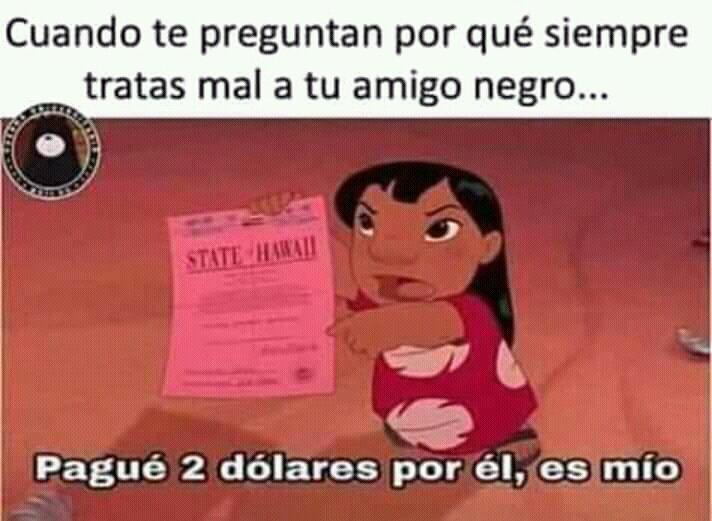 Cuando te preguntan por qué siempre
tratas mal a tu amigo negro...
STATE HAWAII
Pagué 2 dólares por él, es mío